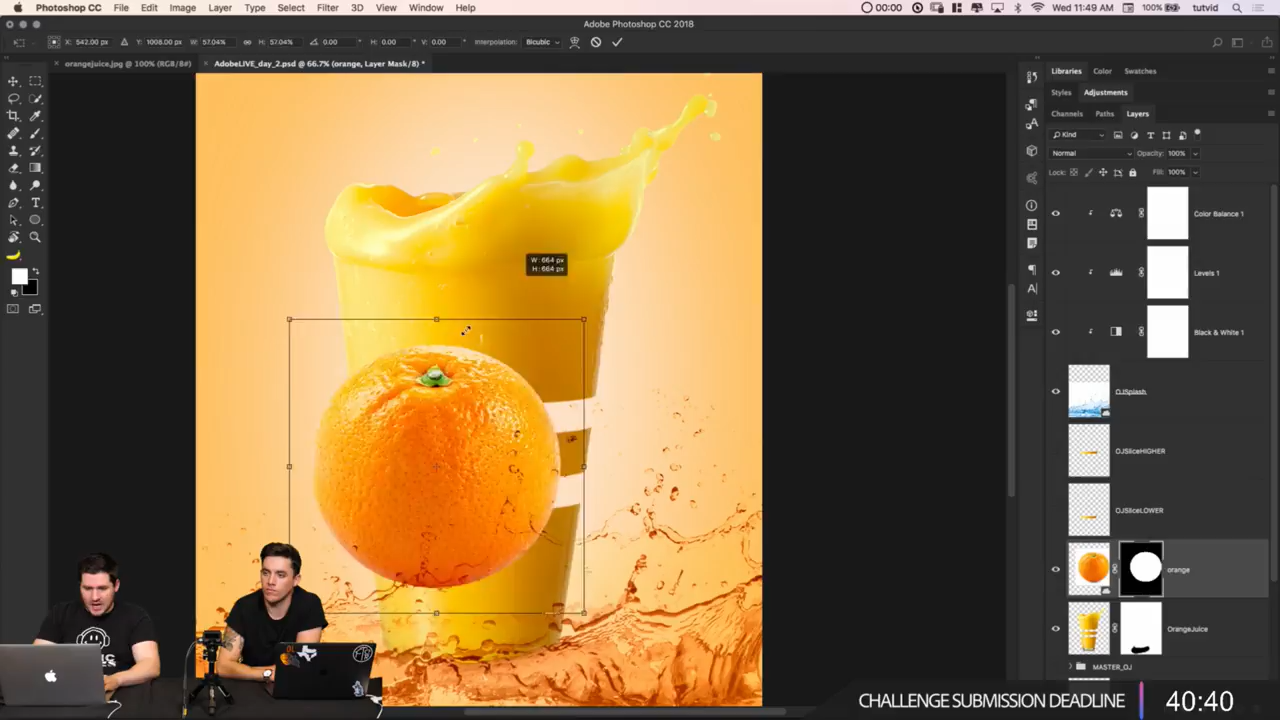 Photoshop CC File Edit Image Layer Type Select Filter 3D View Window Help 00:00 100% Wed 11:49 AM tutvid
Adobe Photoshop CC 2018
X: 542.00 px Y: 1008.00 px W: 57.04% H: 57.04% 0.00 H: 0.00 V: 0.00 Interpolation: Bicubic
orangejuice.jpg @ 100% (RGB/8#) AdobeLIVE_day_2.psd @ 66.7% (orange, Layer Mask/8) *
Libraries Color Swatches
Styles Adjustments
Channels Paths Layers
Kind
Normal Opacity: 100%
Lock: Fill: 100%
Color Balance 1
W: 664 px
H: 664 px
Levels 1
Black & White 1
OJSplash
OJSliceHIGHER
OJSliceLOWER
orange
OrangeJuice
MASTER_OJ
CHALLENGE SUBMISSION DEADLINE 40:40